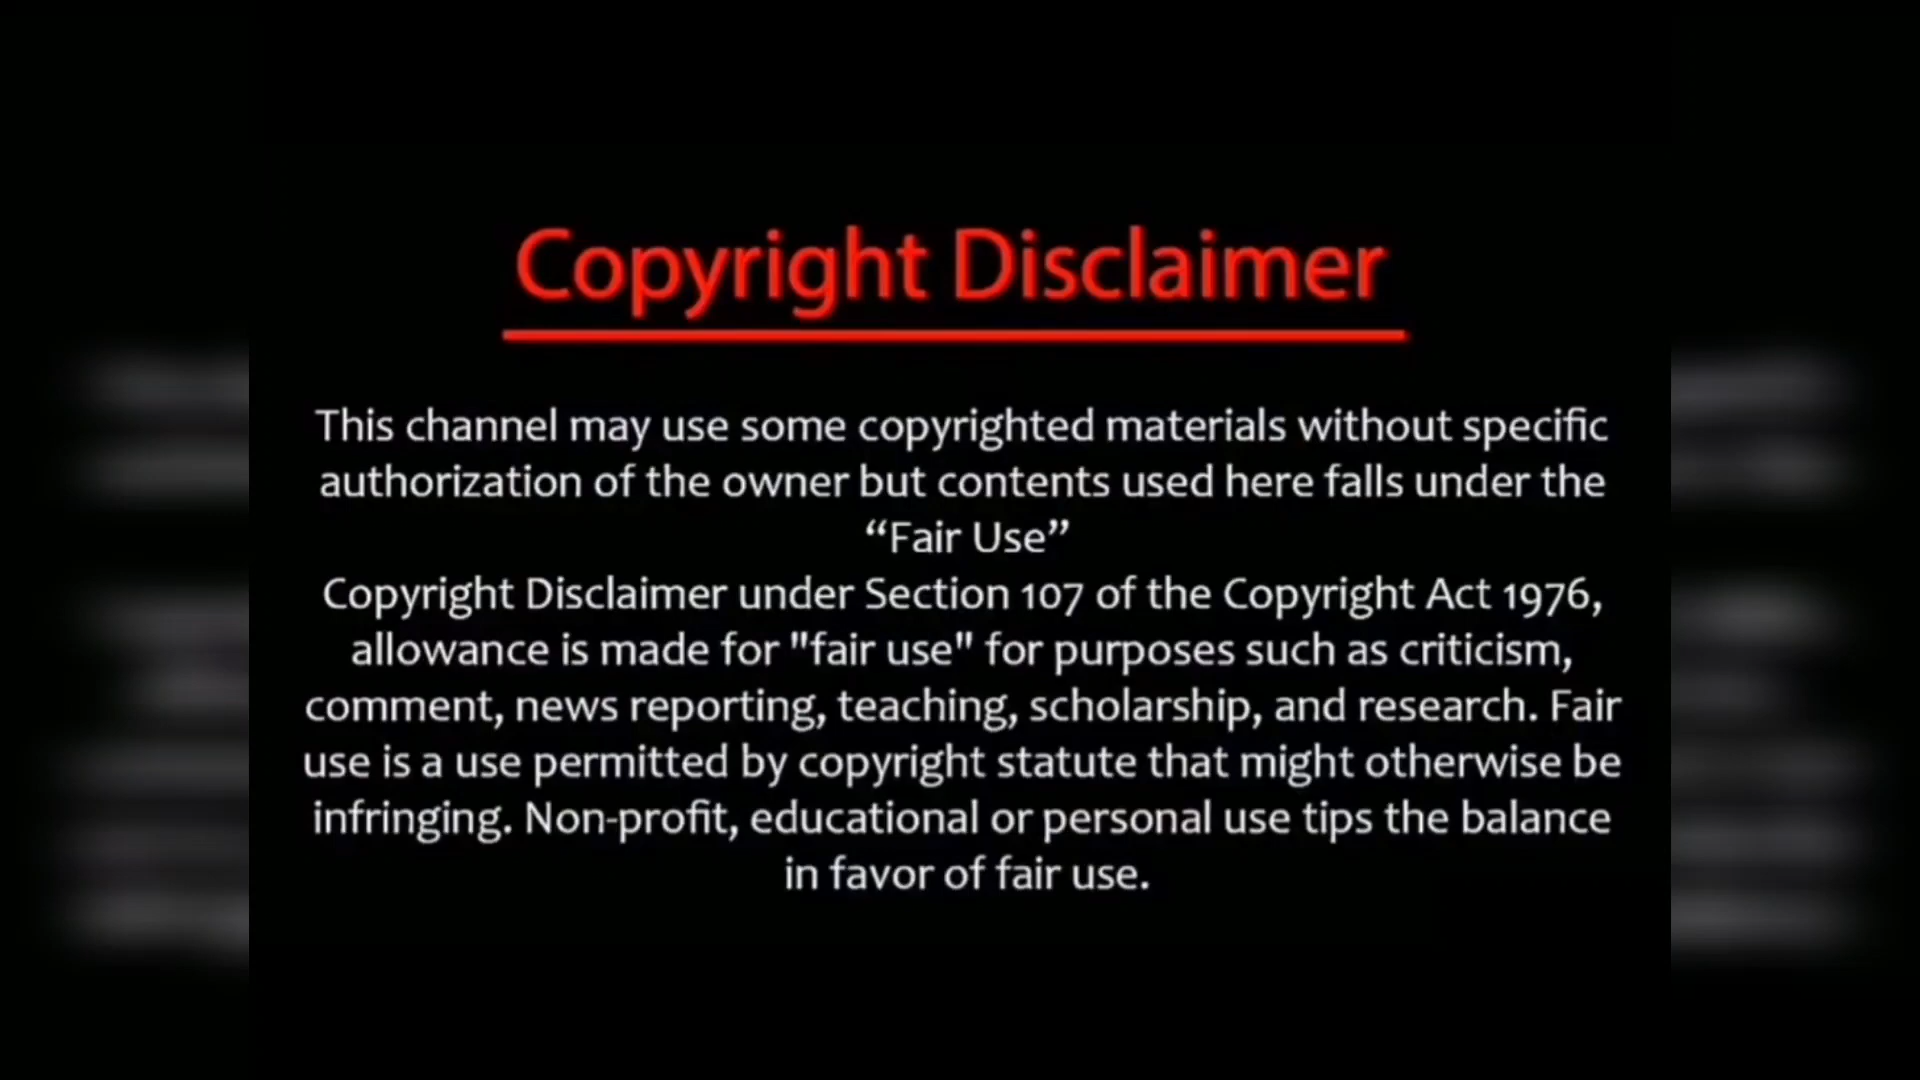 Copyright Disclaimer
This channel may use some copyrighted materials without specific
authorization of the owner but contents used here falls under the
“Fair Use”
Copyright Disclaimer under Section 107 of the Copyright Act 1976,
allowance is made for "fair use" for purposes such as criticism,
comment, news reporting, teaching, scholarship, and research. Fair
use is a use permitted by copyright statute that might otherwise be
infringing. Non-profit, educational or personal use tips the balance
in favor of fair use.